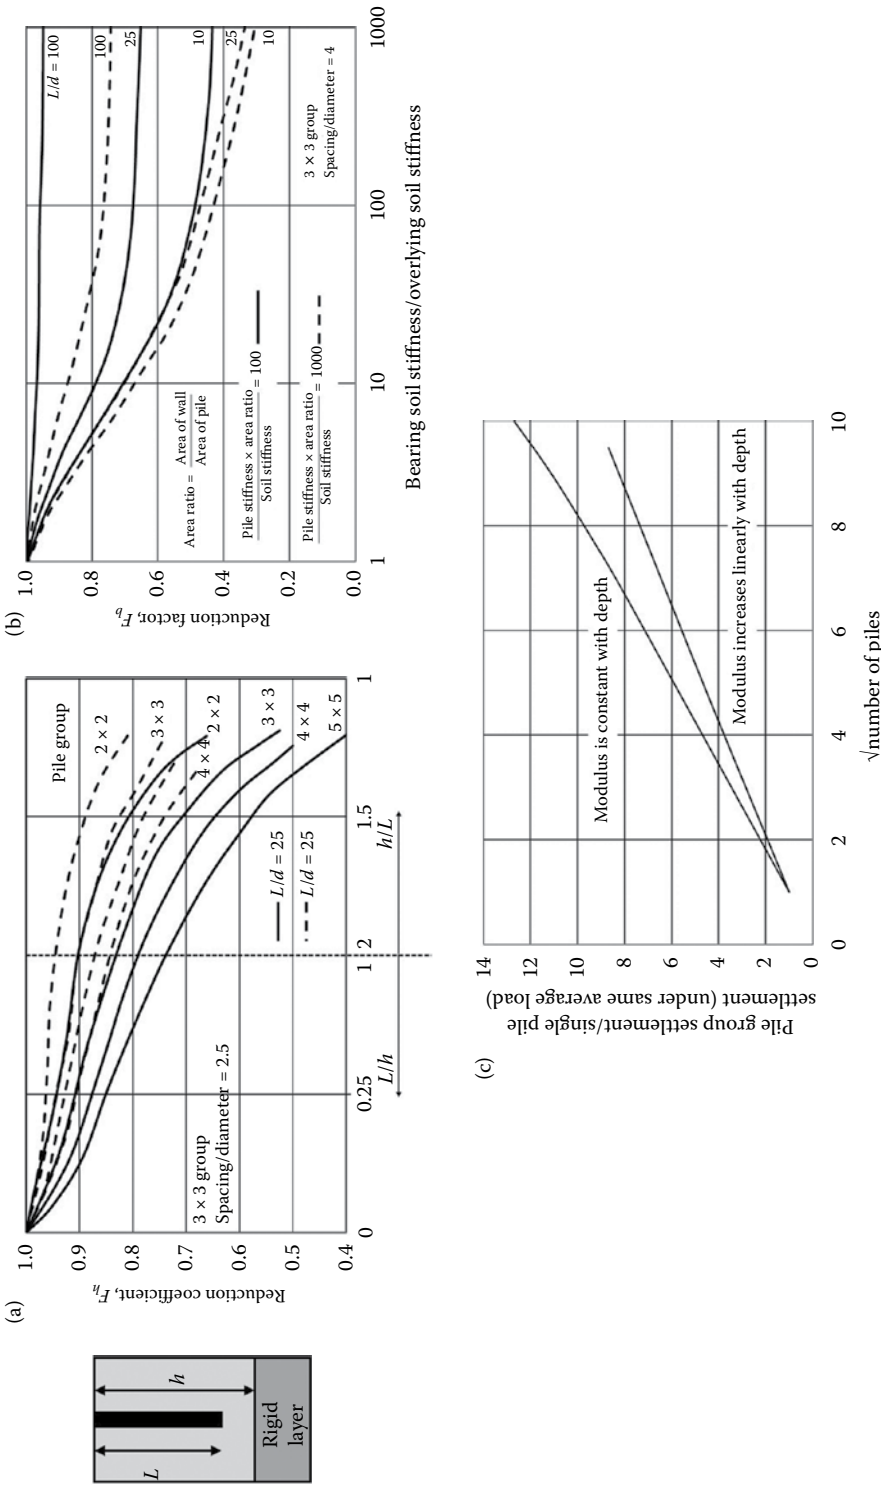 (a)
L
h
Rigid
layer
Reduction coefficient, F_h
1.0
0.9
0.8
0.7
0.6
0.5
0.4
Pile group
2 × 2
3 × 3
4 × 4
2 × 2
3 × 3
4 × 4
5 × 5
L/d = 25
L/d = 25
3 × 3 group
Spacing/diameter = 2.5
0
0.25
1
2
1.5
1
L/h
h/L
(b)
Reduction factor, F_b
1.0
0.8
0.6
0.4
0.2
0.0
L/d = 100
100
25
10
25
10
Area ratio = Area of wall
Area of pile
Pile stiffness × area ratio = 100
Soil stiffness
Pile stiffness × area ratio = 1000
Soil stiffness
3 × 3 group
Spacing/diameter = 4
1
10
100
1000
Bearing soil stiffness/overlying soil stiffness
(c)
Pile group settlement/single pile
settlement (under same average load)
14
12
10
8
6
4
2
0
Modulus is constant with depth
Modulus increases linearly with depth
0
2
4
6
8
10
√number of piles